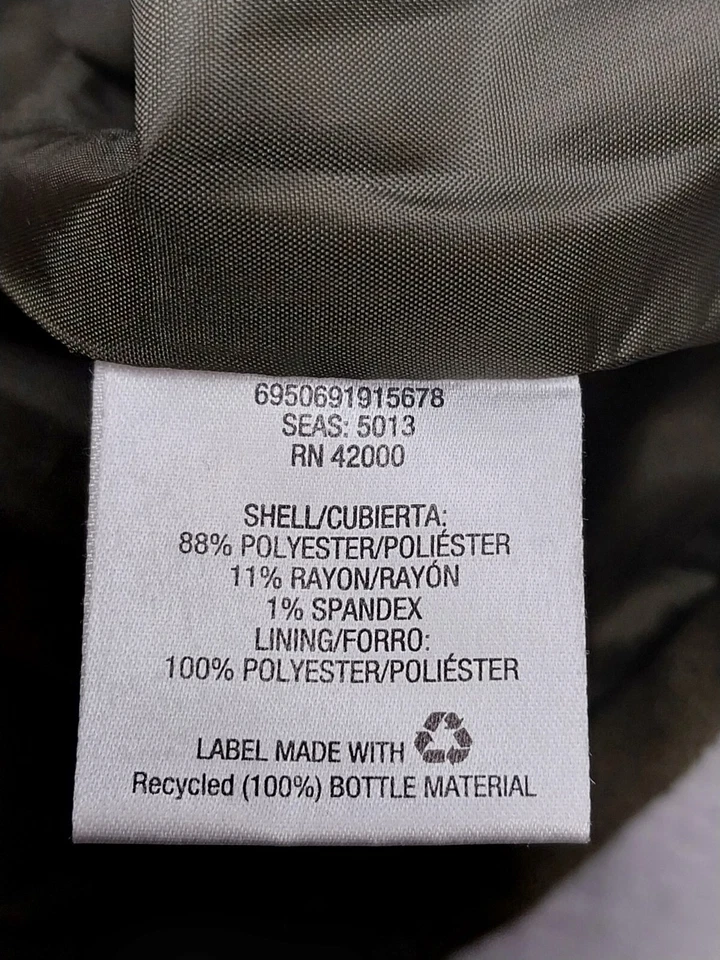 6950691915678
SEAS: 5013
RN 42000
SHELL/CUBIERTA:
88% POLYESTER/POLIÉSTER
11% RAYON/RAYÓN
1% SPANDEX
LINING/FORRO:
100% POLYESTER/POLIÉSTER
LABEL MADE WITH
Recycled (100%) BOTTLE MATERIAL